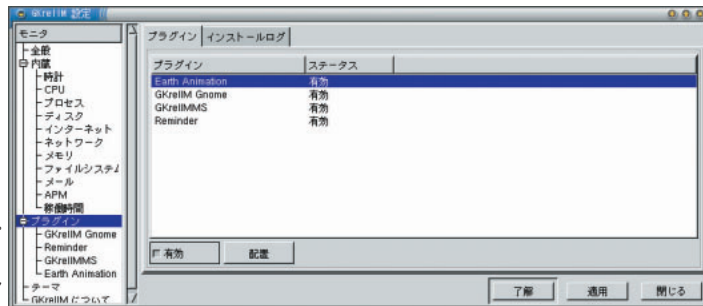 GKrellM 設定
モニタ
全般
内蔵
時計
CPU
プロセス
ディスク
インターネット
ネットワーク
メモリ
ファイルシステム
メール
APM
稼働時間
プラグイン
GKrellM Gnome
Reminder
GKrellMMS
Earth Animation
テーマ
GKrellM について
プラグイン インストールログ
プラグイン ステータス
Earth Animation 有効
GKrellM Gnome 有効
GKrellMMS 有効
Reminder 有効
有効 配置
了解 適用 閉じる